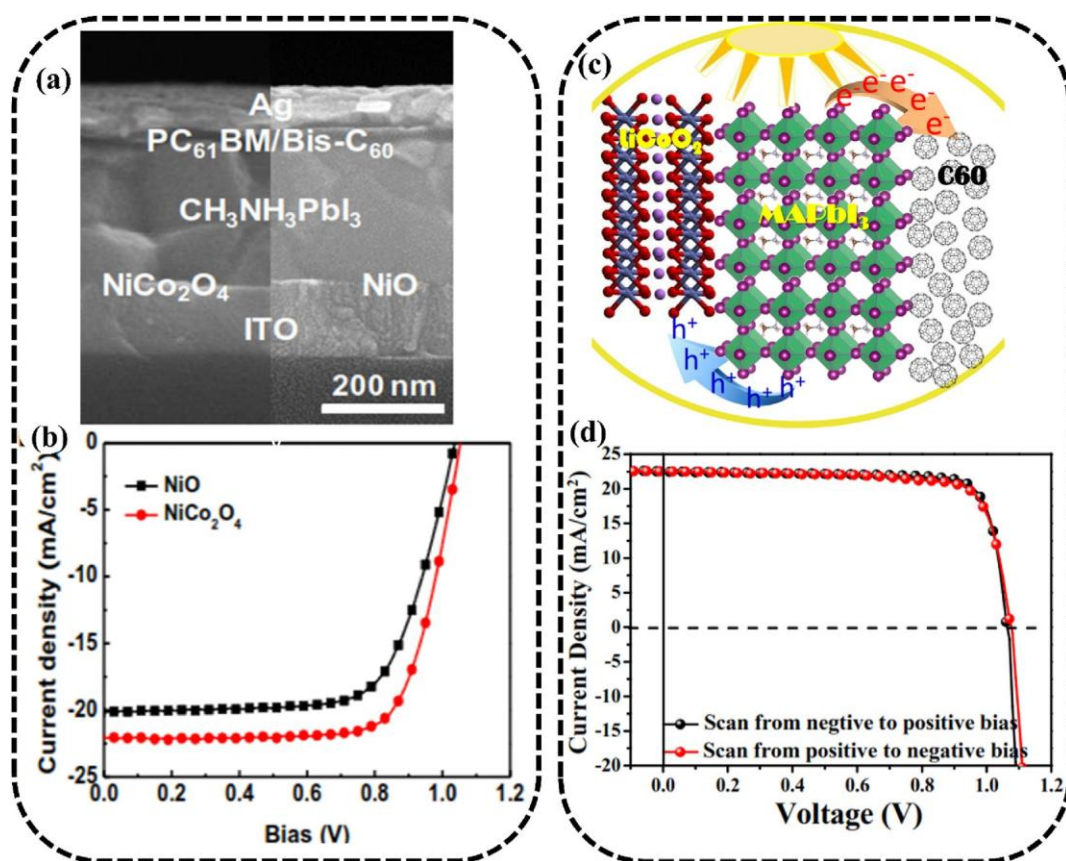 (a)
Ag
PC61BM/Bis-C60
CH3NH3PbI3
NiCo2O4
NiO
ITO
200 nm
(c)
e- e- e- e- e-
LiCoO3
MAPbI3
C60
h+ h+ h+ h+ h+
(b)
Current density (mA/cm2)
0
-5
-10
-15
-20
-25
NiO
NiCo2O4
0.0 0.2 0.4 0.6 0.8 1.0 1.2
Bias (V)
(d)
Current Density (mA/cm2)
25
20
15
10
5
0
-5
-10
-15
-20
Scan from negtive to positive bias
Scan from positive to negative bias
0.0 0.2 0.4 0.6 0.8 1.0 1.2
Voltage (V)